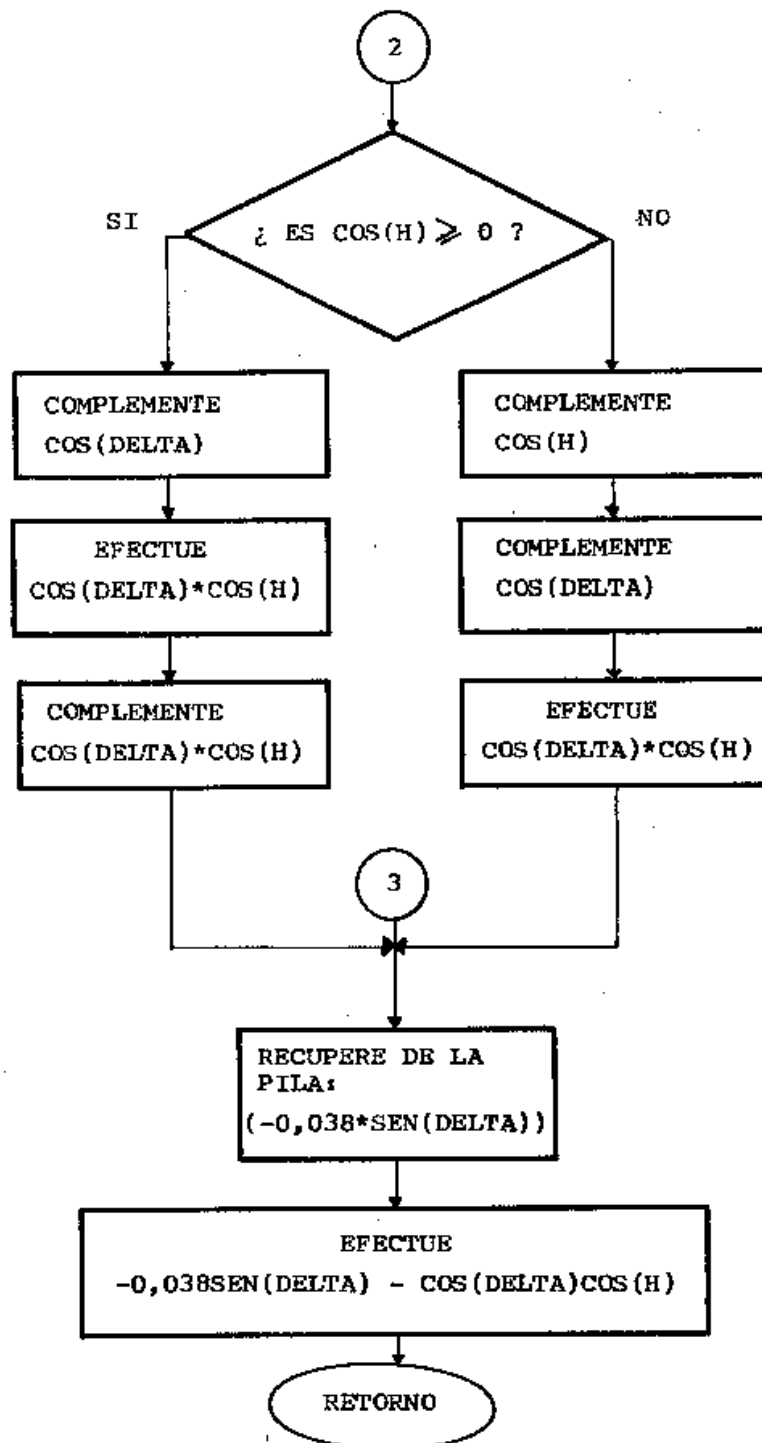 2
¿ ES COS(H) ⩾ 0 ?
SI
NO
COMPLEMENTE
COS(DELTA)
EFECTUE
COS(DELTA)*COS(H)
COMPLEMENTE
COS(DELTA)*COS(H)
COMPLEMENTE
COS(H)
COMPLEMENTE
COS(DELTA)
EFECTUE
COS(DELTA)*COS(H)
3
RECUPERE DE LA
PILA:
(-0,038*SEN(DELTA))
EFECTUE
-0,038SEN(DELTA) - COS(DELTA)COS(H)
RETORNO